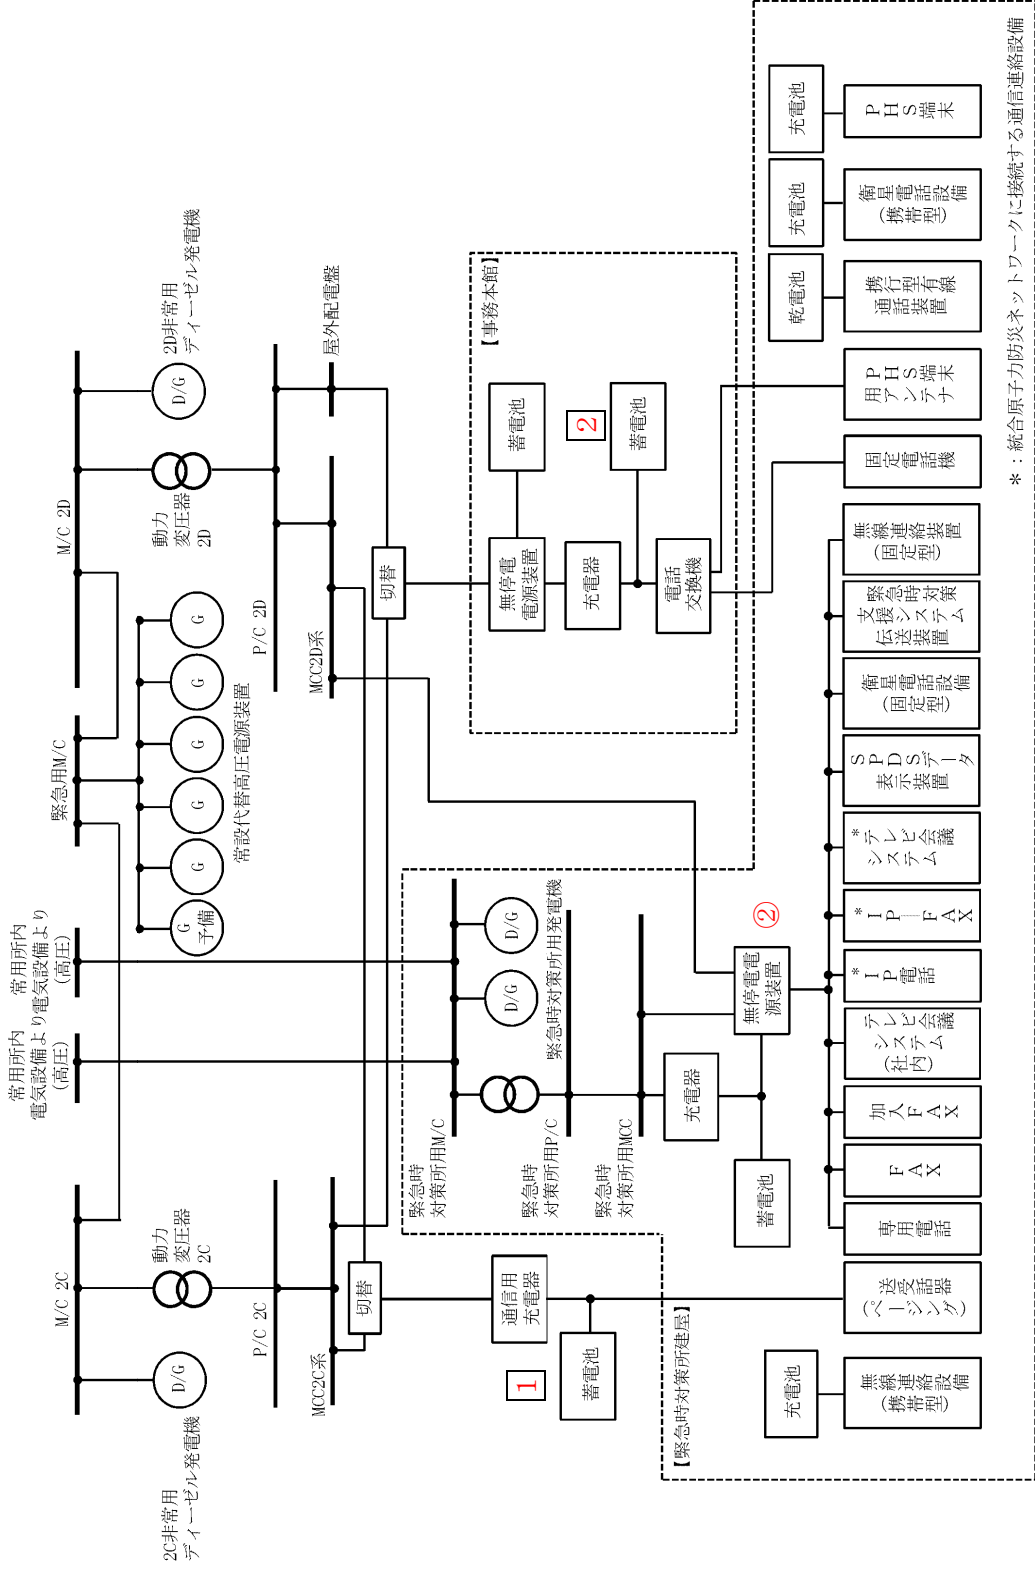 2C非常用
ディーゼル発電機
D/G
M/C 2C
動力
変圧器
2C
P/C 2C
MCC2C系
切替
通信用
充電器
1
蓄電池
常用所内
電気設備より
(高圧)
常用所内
電気設備より
(高圧)
緊急用M/C
G
予備
G
G
G
G
G
常設代替高圧電源装置
M/C 2D
D/G
2D非常用
ディーゼル発電機
動力
変圧器
2D
P/C 2D
MCC2D系
屋外配電盤
切替
【事務本館】
無停電
電源装置
蓄電池
充電器
2
蓄電池
電話
交換機
緊急時
対策所用M/C
D/G
D/G
緊急時対策所用発電機
緊急時
対策所用P/C
緊急時
対策所用MCC
充電器
蓄電池
無停電電
源装置
②
【緊急時対策所建屋】
充電池
無線連絡設備
(携帯型)
送受話器
(ページング)
専用電話
FAX
加入FAX
テレビ会議
システム
(社内)
*IP電話
*IP-FAX
*テレビ会議
システム
SPDSデータ
表示装置
衛星電話設備
(固定型)
緊急時対策
支援システム
伝送装置
無線連絡装置
(固定型)
固定電話機
PHS端末
用アンテナ
乾電池
携行型有線
通話装置
充電池
衛星電話設備
(携帯型)
充電池
PHS端末
*：統合原子力防災ネットワークに接続する通信連絡設備